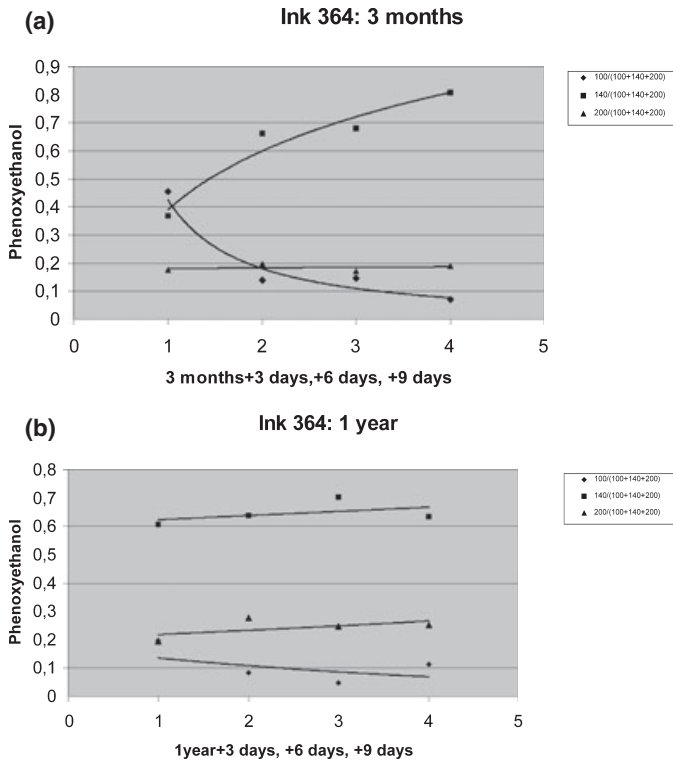 (a)
Ink 364: 3 months
Phenoxyethanol
0,9
0,8
0,7
0,6
0,5
0,4
0,3
0,2
0,1
0
0 1 2 3 4 5
3 months+3 days,+6 days, +9 days
100/(100+140+200)
140/(100+140+200)
200/(100+140+200)
(b)
Ink 364: 1 year
Phenoxyethanol
0,8
0,7
0,6
0,5
0,4
0,3
0,2
0,1
0
0 1 2 3 4 5
1year+3 days, +6 days, +9 days
100/(100+140+200)
140/(100+140+200)
200/(100+140+200)